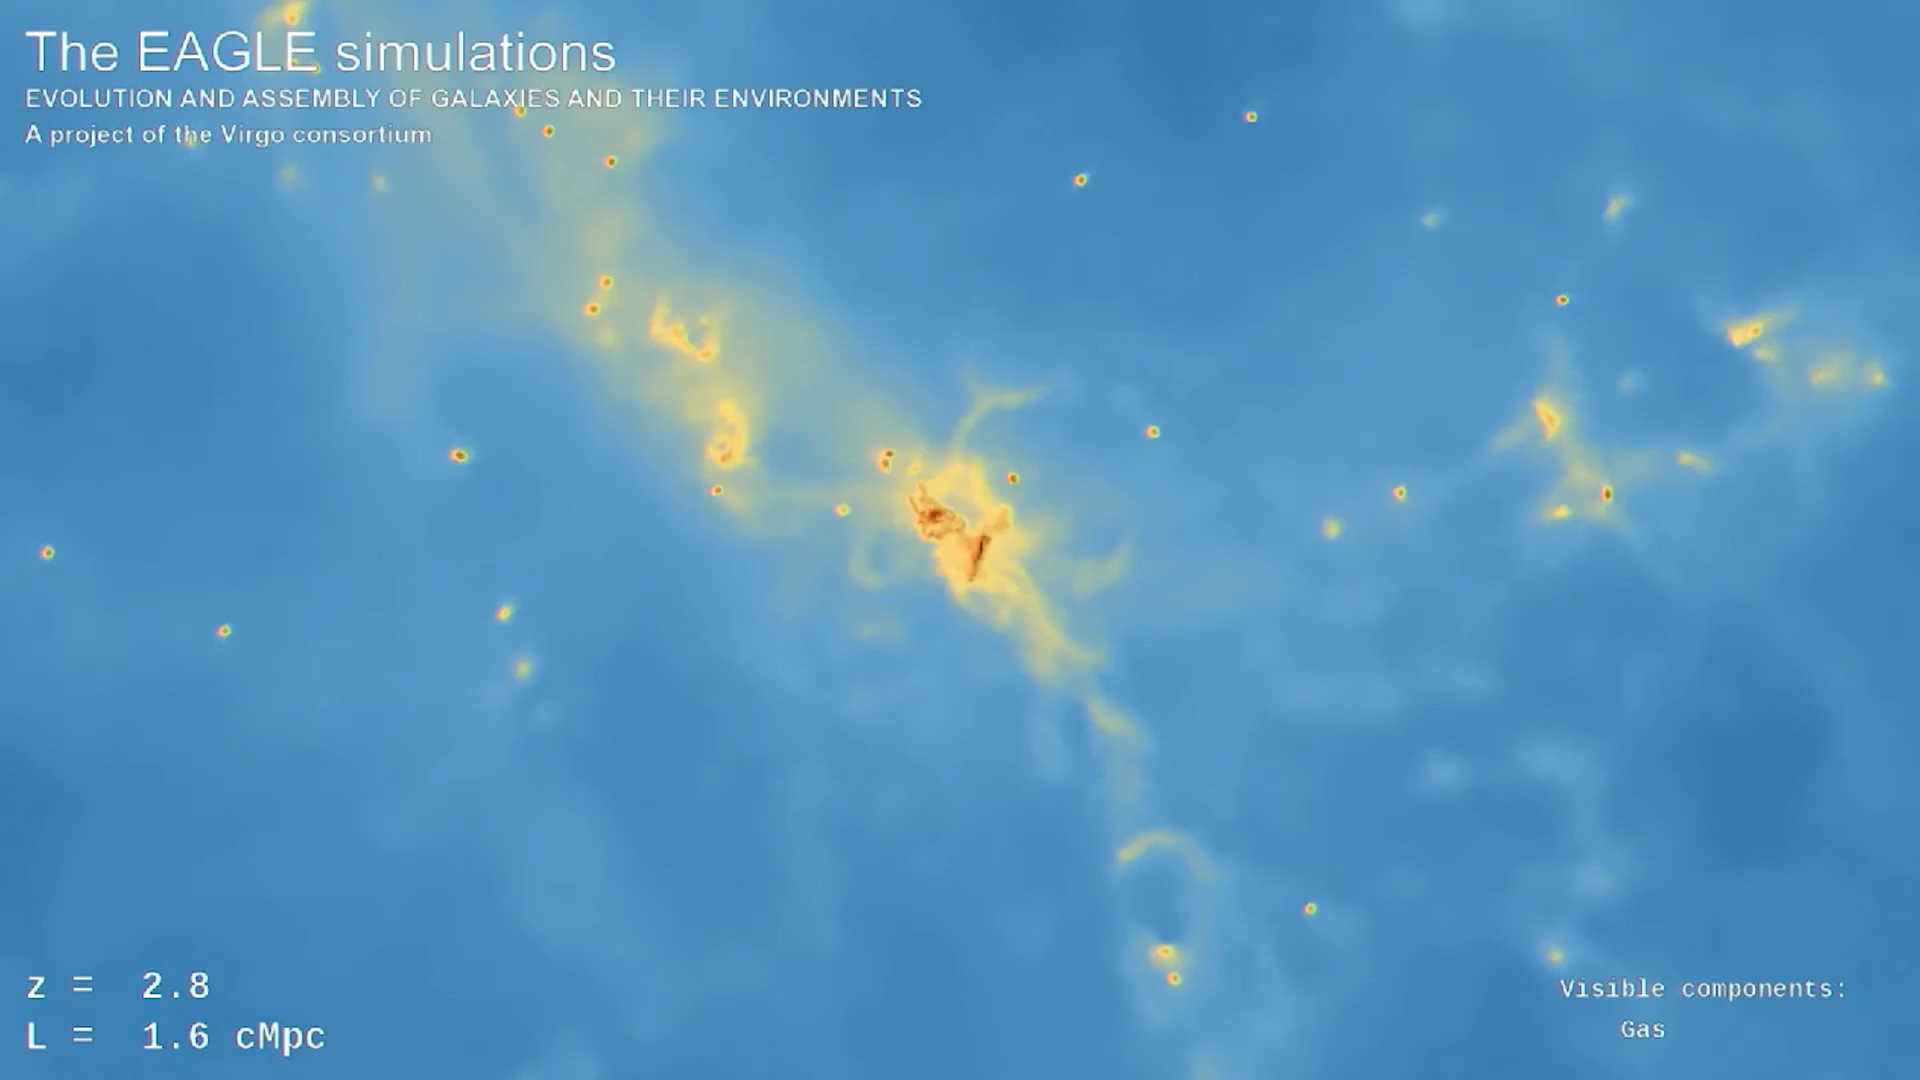 The EAGLE simulations
EVOLUTION AND ASSEMBLY OF GALAXIES AND THEIR ENVIRONMENTS
A project of the Virgo consortium
z = 2.8
L = 1.6 cMpc
Visible components:
Gas